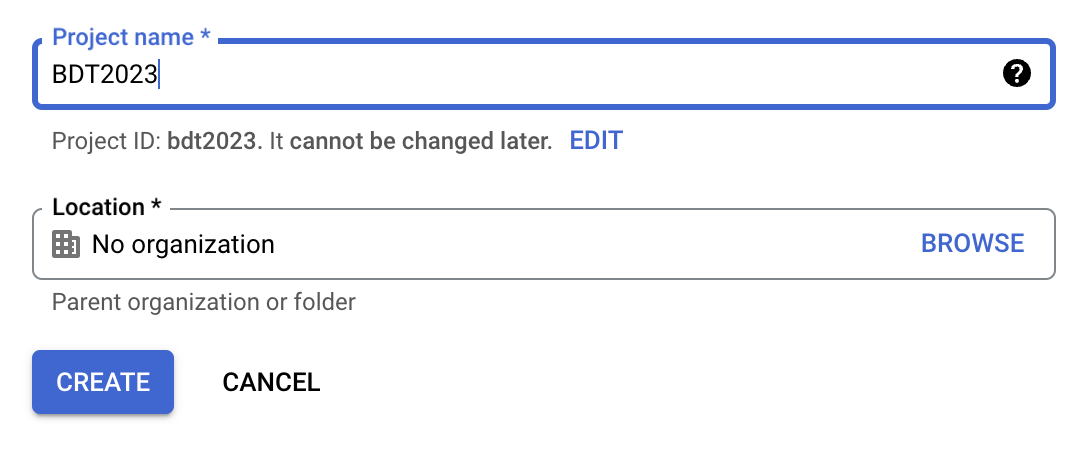 Project name *
BDT2023
Project ID: bdt2023. It cannot be changed later. EDIT
Location *
No organization BROWSE
Parent organization or folder
CREATE CANCEL